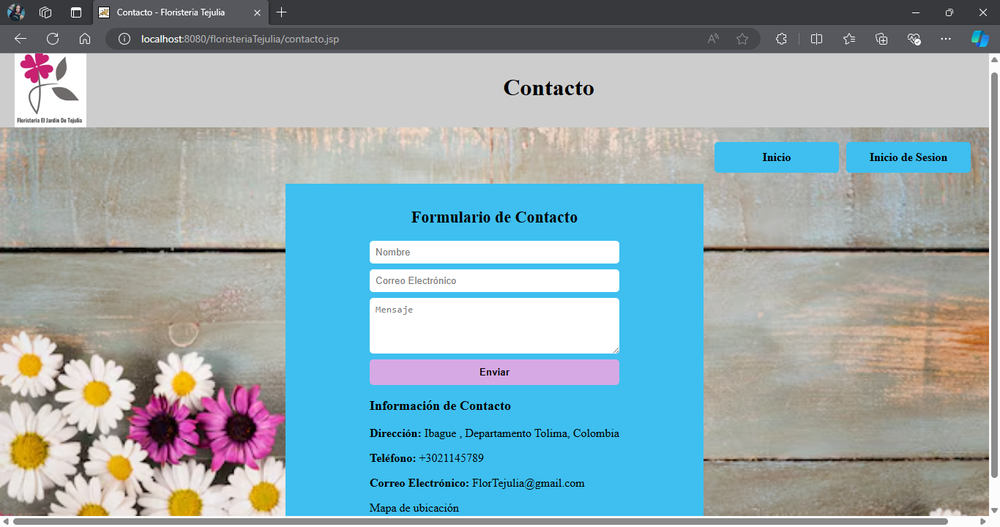 Contacto - Floristeria Tejulia
localhost:8080/floristeriaTejulia/contacto.jsp
Contacto
Floristeria El Jardin De Tejulia
Inicio
Inicio de Sesion
Formulario de Contacto
Nombre
Correo Electrónico
Mensaje
Enviar
Información de Contacto
Dirección: Ibague , Departamento Tolima, Colombia
Teléfono: +3021145789
Correo Electrónico: FlorTejulia@gmail.com
Mapa de ubicación